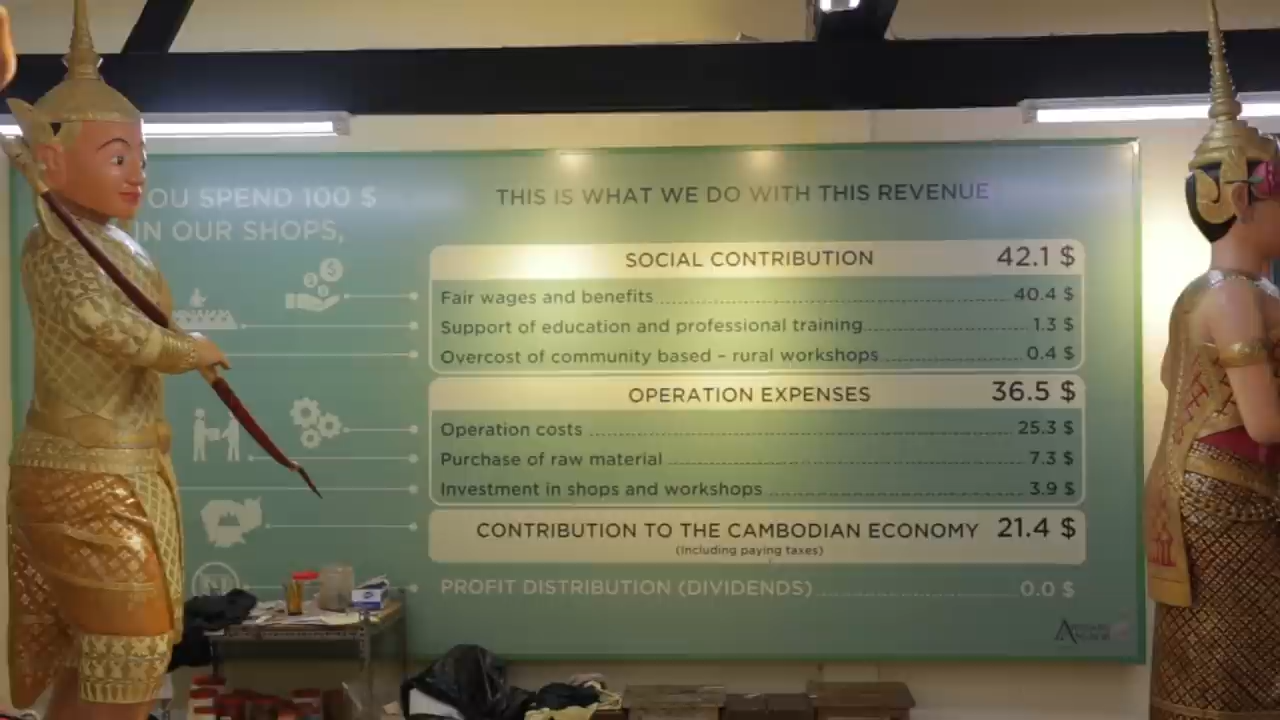 OU SPEND 100 $
IN OUR SHOPS,
THIS IS WHAT WE DO WITH THIS REVENUE
SOCIAL CONTRIBUTION 42.1 $
Fair wages and benefits 40.4 $
Support of education and professional training 1.3 $
Overcost of community based – rural workshops 0.4 $
OPERATION EXPENSES 36.5 $
Operation costs 25.3 $
Purchase of raw material 7.3 $
Investment in shops and workshops 3.9 $
CONTRIBUTION TO THE CAMBODIAN ECONOMY 21.4 $
(Including paying taxes)
PROFIT DISTRIBUTION (DIVIDENDS) 0.0 $